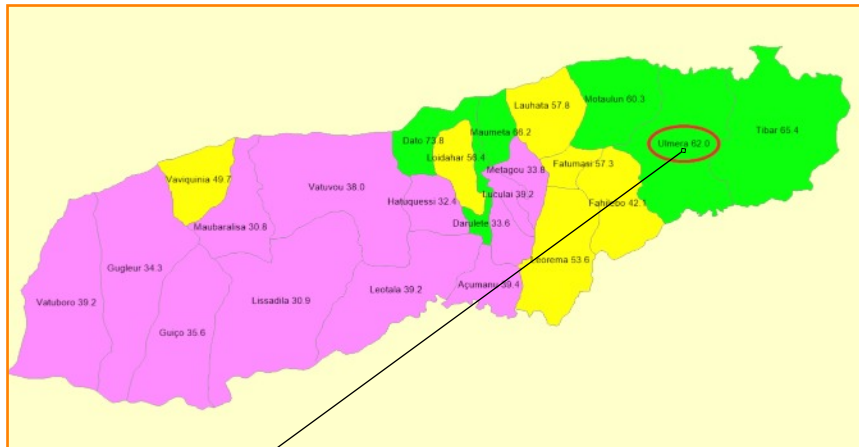 Lauhata 57.8
Motaulun 60.3
Tibar 65.4
Ulmera 62.0
Dato 73.8
Maumeta 66.2
Loidahar 56.4
Metagou 33.8
Fatumasi 57.3
Vaviquinia 49.7
Vatuvou 38.0
Luculai 39.2
Hatuquessi 32.4
Fahilebo 42.1
Maubaralisa 30.8
Darulete 33.6
Leorema 53.6
Gugleur 34.3
Açumanu 39.4
Leotala 39.2
Lissadila 30.9
Vatuboro 39.2
Guiço 35.6